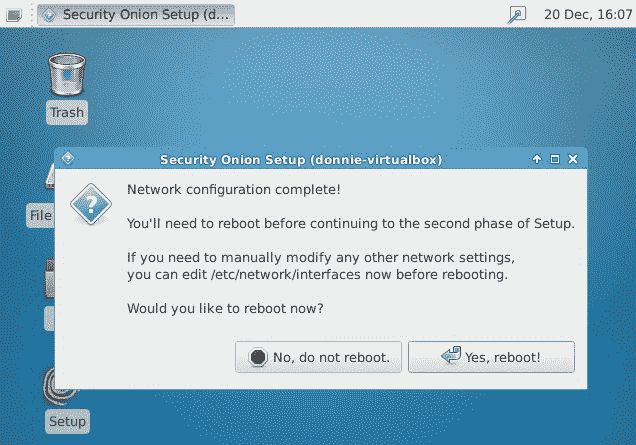 Security Onion Setup (d...
20 Dec, 16:07
Trash
Security Onion Setup (donnie-virtualbox)
Network configuration complete!
You'll need to reboot before continuing to the second phase of Setup.
File
If you need to manually modify any other network settings,
you can edit /etc/network/interfaces now before rebooting.
Would you like to reboot now?
No, do not reboot.
Yes, reboot!
Setup